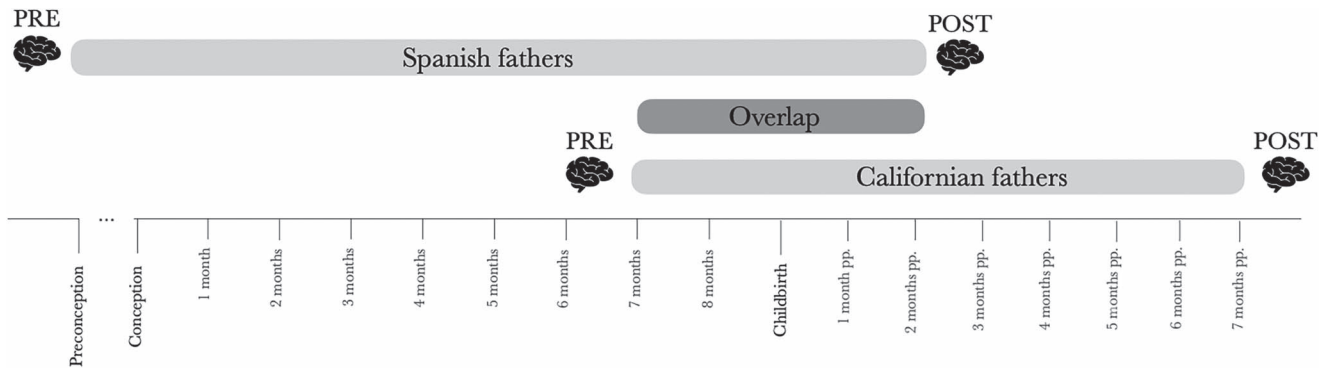 PRE
POST
Spanish fathers
Overlap
PRE
POST
Californian fathers
...
Preconception
Conception
1 month
2 months
3 months
4 months
5 months
6 months
7 months
8 months
Childbirth
1 month pp.
2 months pp.
3 months pp.
4 months pp.
5 months pp.
6 months pp.
7 months pp.